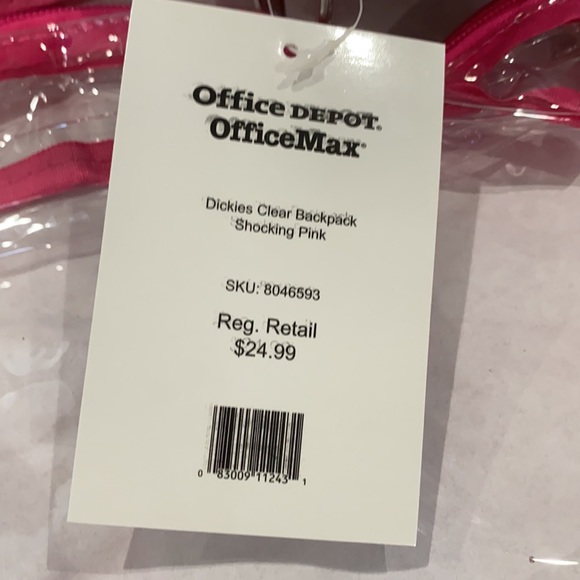 Office DEPOT.
OfficeMax
Dickies Clear Backpack
Shocking Pink
SKU: 8046593
Reg. Retail
$24.99
0 83009 11243 1